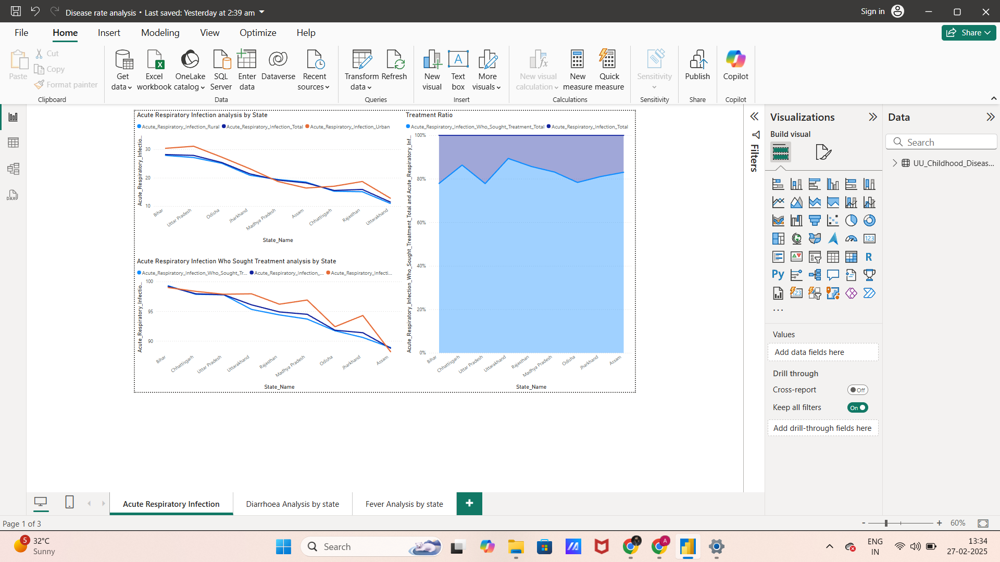 Disease rate analysis • Last saved: Yesterday at 2:39 am
Sign in
File Home Insert Modeling View Optimize Help
Share
Paste
Cut
Copy
Format painter
Clipboard
Get data
Excel workbook
OneLake catalog
SQL Server
Enter data
Dataverse
Recent sources
Data
Transform data
Refresh
Queries
New visual
Text box
More visuals
Insert
New visual calculation
New measure
Quick measure
Calculations
Sensitivity
Sensitivity
Publish
Share
Copilot
Copilot
Acute Respiratory Infection analysis by State
Acute_Respiratory_Infection_Rural Acute_Respiratory_Infection_Total Acute_Respiratory_Infection_Urban
Acute_Respiratory_Infectio...
30
20
10
Bihar
Uttar Pradesh
Odisha
Jharkhand
Madhya Pradesh
Assam
Chhattisgarh
Rajasthan
Uttarakhand
State_Name
Acute Respiratory Infection Who Sought Treatment analysis by State
Acute_Respiratory_Infection_Who_Sought_Tr... Acute_Respiratory_Infection_... Acute_Respiratory_Infecti...
Acute_Respiratory_Infectio...
100
95
90
Bihar
Chhattisgarh
Uttar Pradesh
Uttarakhand
Rajasthan
Madhya Pradesh
Odisha
Jharkhand
Assam
State_Name
Treatment Ratio
Acute_Respiratory_Infection_Who_Sought_Treatment_Total Acute_Respiratory_Infection_Total
Acute_Respiratory_Infection_Who_Sought_Treatment_Total and Acute_Respiratory_Inf...
100%
80%
60%
40%
20%
0%
Bihar
Chhattisgarh
Uttar Pradesh
Uttarakhand
Rajasthan
Madhya Pradesh
Odisha
Jharkhand
Assam
State_Name
Filters
Visualizations
Build visual
123
R
Py
123
...
Values
Add data fields here
Drill through
Cross-report
Off
Keep all filters
On
Add drill-through fields here
Data
Search
UU_Childhood_Diseas...
DAX
Acute Respiratory Infection
Diarrhoea Analysis by state
Fever Analysis by state
+
Page 1 of 3
- + 60%
5
32°C
Sunny
Search
A
ENG
IN
13:34
27-02-2025